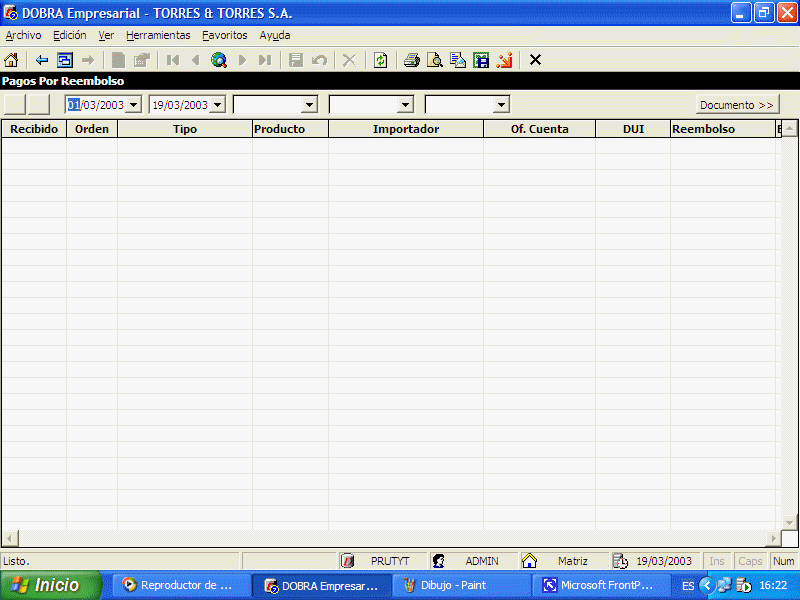 DOBRA Empresarial - TORRES & TORRES S.A.
Archivo Edición Ver Herramientas Favoritos Ayuda
Pagos Por Reembolso
01/03/2003 19/03/2003 Documento >>
Recibido Orden Tipo Producto Importador Of. Cuenta DUI Reembolso
Listo. PRUTYT ADMIN Matriz 19/03/2003 Ins Caps Num
Inicio Reproductor de ... DOBRA Empresar... Dibujo - Paint Microsoft FrontP... ES 16:22